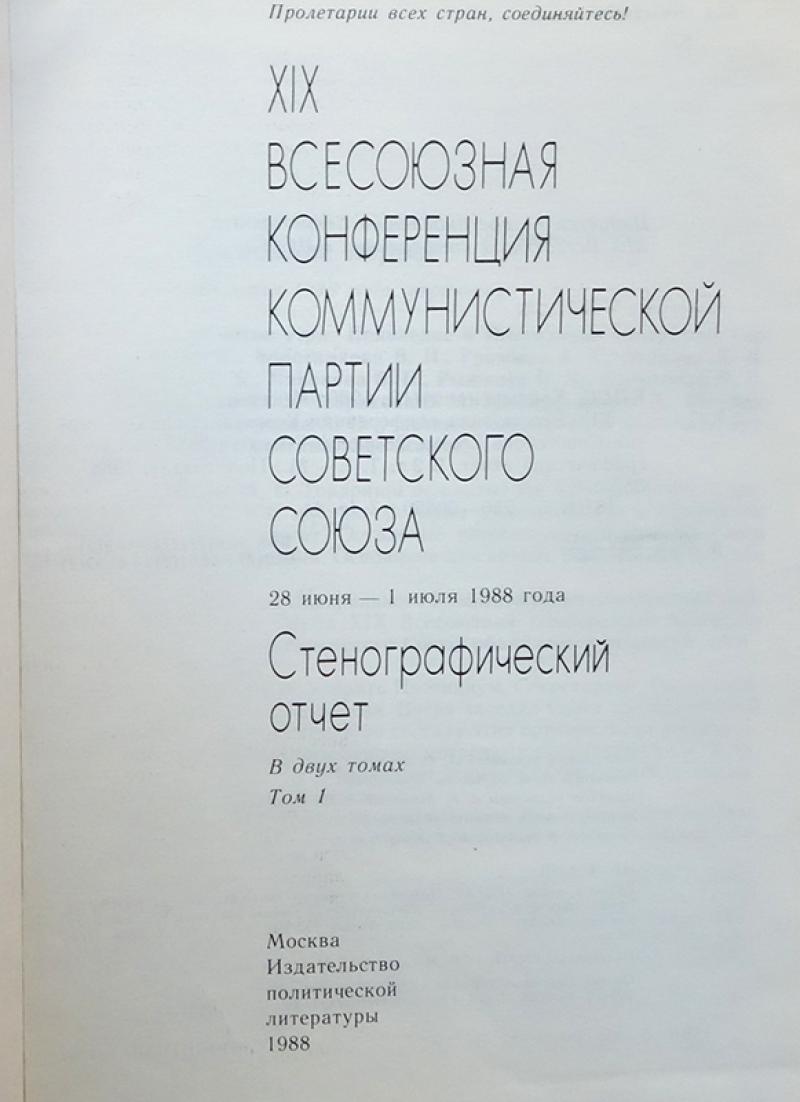 Пролетарии всех стран, соединяйтесь!
XIX
ВСЕСОЮЗНАЯ
КОНФЕРЕНЦИЯ
КОММУНИСТИЧЕСКОЙ
ПАРТИИ
СОВЕТСКОГО
СОЮЗА
28 июня — 1 июля 1988 года
Стенографический
отчет
В двух томах
Том 1
Москва
Издательство
политической
литературы
1988